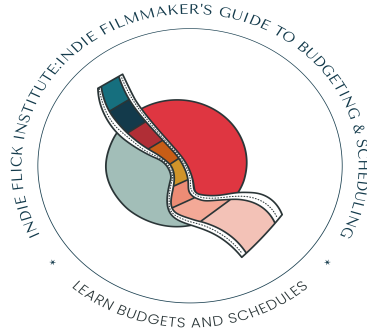 INDIE FLICK INSTITUTE:INDIE FILMMAKER'S GUIDE TO BUDGETING & SCHEDULING
LEARN BUDGETS AND SCHEDULES